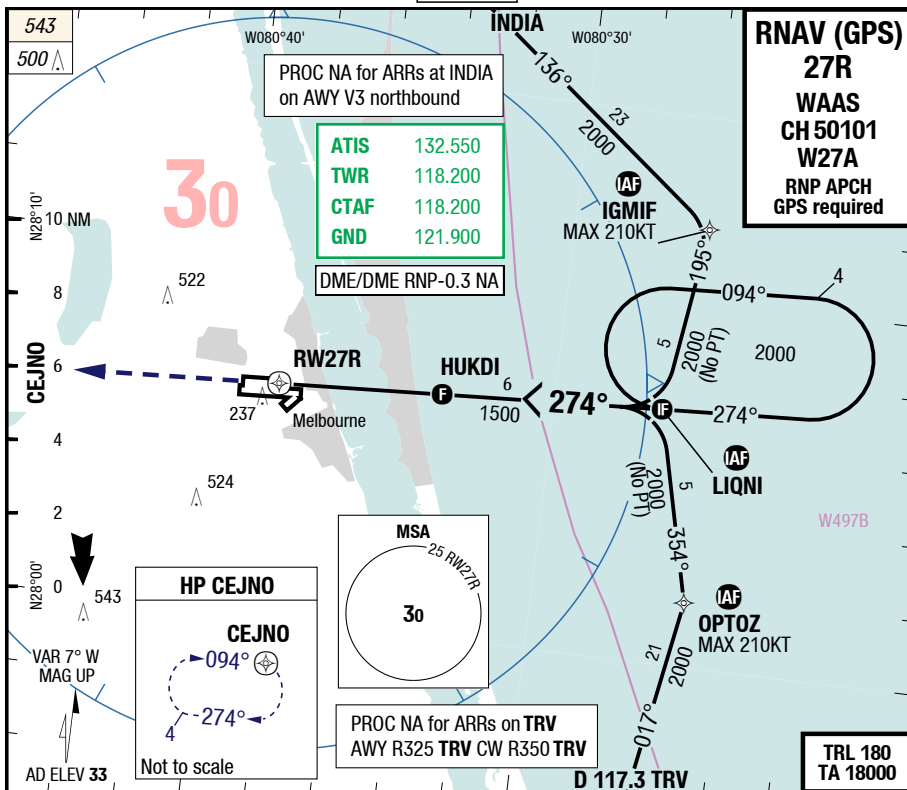 543
500
W080°40'
INDIA
W080°30'
RNAV (GPS)
27R
WAAS
CH 50101
W27A
RNP APCH
GPS required
PROC NA for ARRs at INDIA
on AWY V3 northbound
136°
23
2000
ATIS 132.550
TWR 118.200
CTAF 118.200
GND 121.900
30
IAF
IGMIF
MAX 210KT
N28°10'
10 NM
DME/DME RNP-0.3 NA
195°
094°
4
522
8
5
2000
(No PT)
2000
CEJNO
6
RW27R
HUKDI
F
6
1500
274°
IF
274°
237
Melbourne
4
IAF
LIQNI
524
2000
(No PT)
5
2
W497B
MSA
25 RW27R
30
354°
N28°00'
0
543
HP CEJNO
CEJNO
094°
274°
4
Not to scale
IAF
OPTOZ
MAX 210KT
VAR 7° W
MAG UP
21
2000
PROC NA for ARRs on TRV
AWY R325 TRV CW R350 TRV
017°
AD ELEV 33
D 117.3 TRV
TRL 180
TA 18000